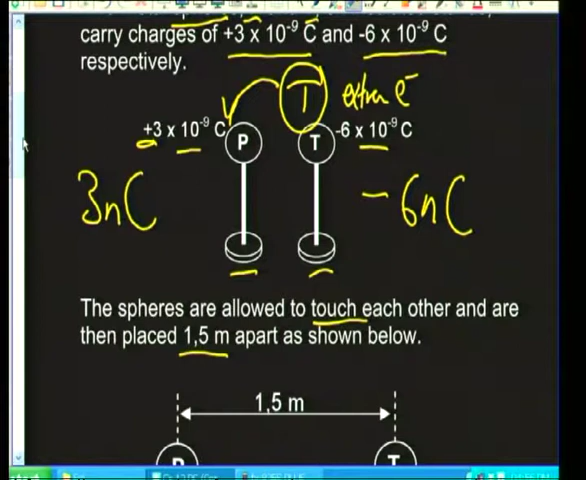 carry charges of +3 x 10⁻⁹ C and -6 x 10⁻⁹ C
respectively.
T extra e⁻
+3 x 10⁻⁹ C P T -6 x 10⁻⁹ C
3nC -6nC
The spheres are allowed to touch each other and are
then placed 1,5 m apart as shown below.
1,5 m
P T